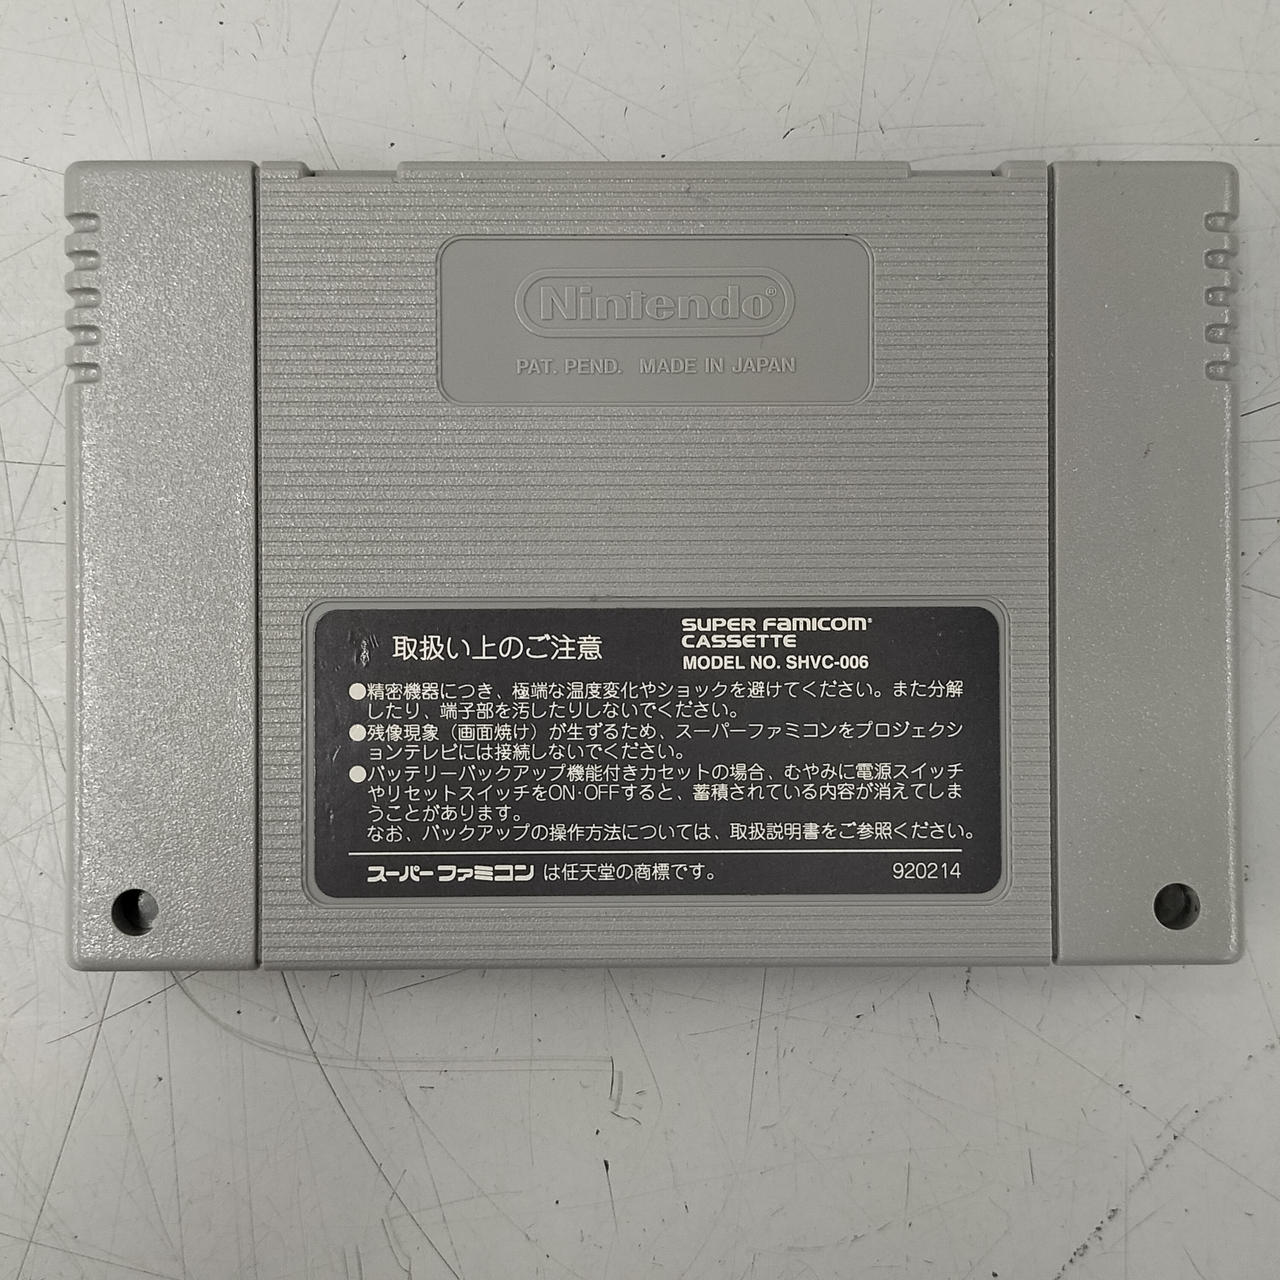 Nintendo®
PAT. PEND. MADE IN JAPAN
取扱い上のご注意
SUPER FAMICOM®
CASSETTE
MODEL NO. SHVC-006
●精密機器につき、極端な温度変化やショックを避けてください。また分解
したり、端子部を汚したりしないでください。
●残像現象（画面焼け）が生ずるため、スーパーファミコンをプロジェクシ
ョンテレビには接続しないでください。
●バッテリーバックアップ機能付きカセットの場合、むやみに電源スイッチ
やリセットスイッチをON・OFFすると、蓄積されている内容が消えてしま
うことがあります。
なお、バックアップの操作方法については、取扱説明書をご参照ください。
スーパーファミコン は任天堂の商標です。
920214